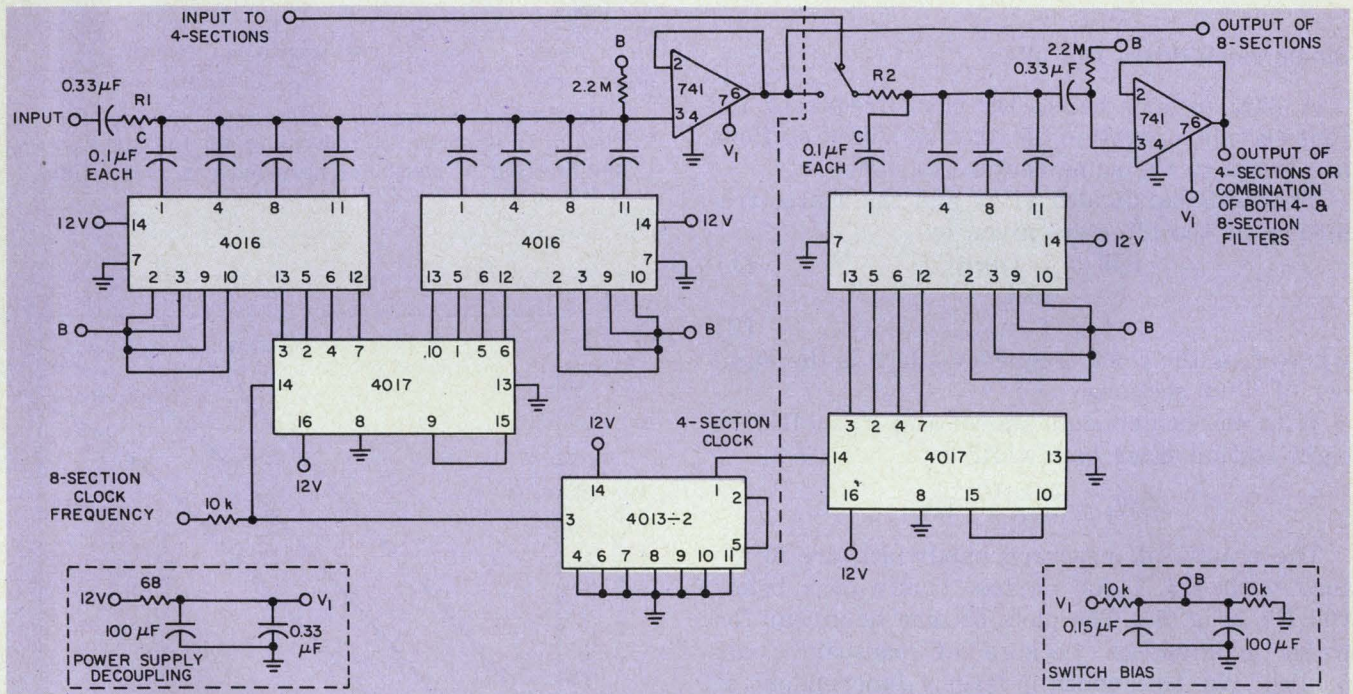 INPUT TO
4-SECTIONS
OUTPUT OF
8-SECTIONS
0.33µF
R1
INPUT
C
0.1µF
EACH
B
2.2 M
2
741
3
4
7
6
V1
R2
C
0.1µF
EACH
2.2 M
B
0.33µF
2
741
3
4
7
6
V1
OUTPUT OF
4-SECTIONS OR
COMBINATION
OF BOTH 4- &
8-SECTION
FILTERS
12 V
14
7
1 4 8 11
4016
2 3 9 10 13 5 6 12
B
1 4 8 11
4016
13 5 6 12 2 3 9 10
14
7
12 V
B
1 4 8 11
7
14
12 V
4016
13 5 6 12 2 3 9 10
B
3 2 4 7 10 1 5 6
14
4017
13
16 8 9 15
12V
3 2 4 7
14
4017
13
16 8 15 10
12V
8-SECTION
CLOCK
FREQUENCY
10 k
12V
4-SECTION
CLOCK
14
1
2
3
4013÷2
5
4 6 7 8 9 10 11
68
12V
V1
100 µF
0.33
µF
POWER SUPPLY
DECOUPLING
B
V1
10 k
10k
0.15 µF
100 µF
SWITCH BIAS